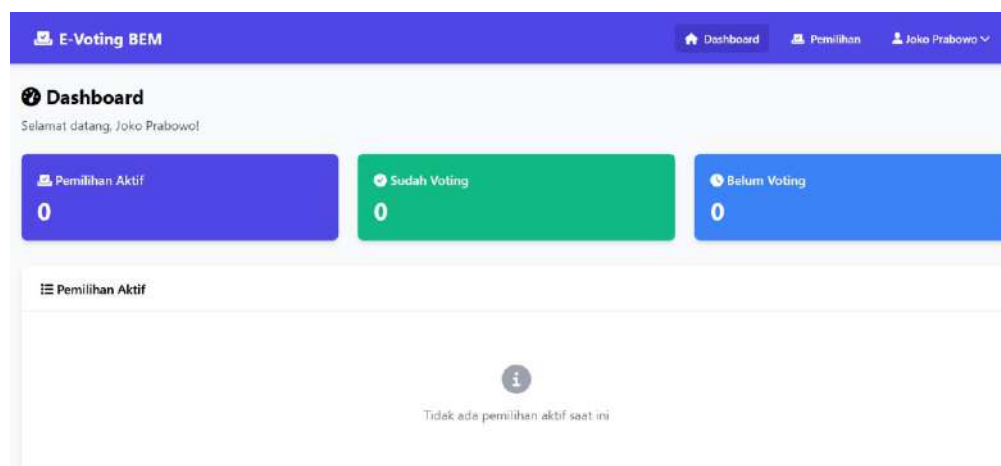 E-Voting BEM Dashboard Pemilihan Joko Prabowo
Dashboard
Selamat datang, Joko Prabowo!
Pemilihan Aktif
0
Sudah Voting
0
Belum Voting
0
Pemilihan Aktif
Tidak ada pemilihan aktif saat ini